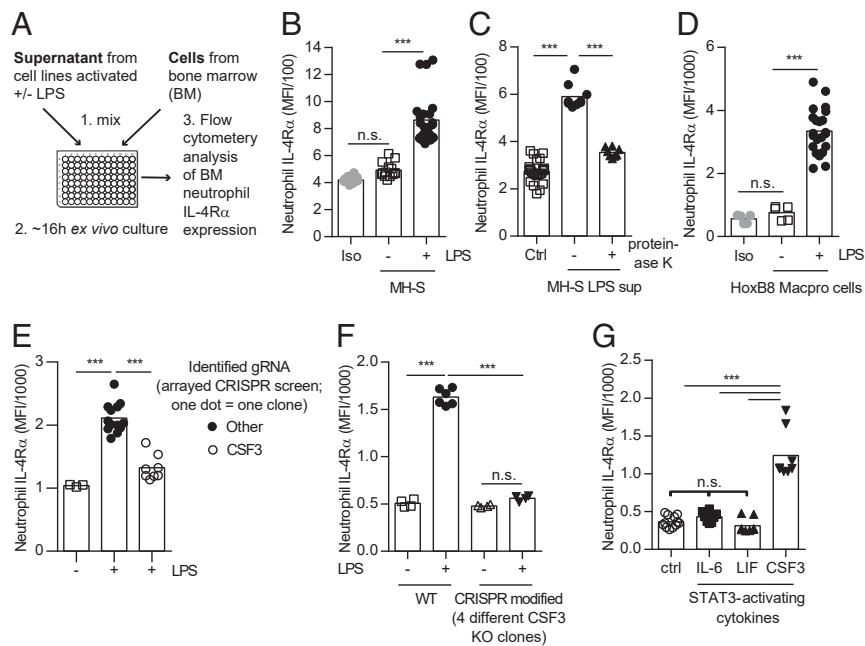 A
Supernatant from
cell lines activated
+/- LPS
Cells from
bone marrow
(BM)
1. mix
3. Flow
cytometery
analysis
of BM
neutrophil
IL-4Rα
expression
2. ~16h ex vivo culture
B
Neutrophil IL-4Rα (MFI/100)
14
12
10
8
6
4
2
0
n.s.
***
Iso - + LPS
MH-S
C
Neutrophil IL-4Rα (MFI/100)
8
6
4
2
0
*** ***
Ctrl - + protein-
ase K
MH-S LPS sup
D
Neutrophil IL-4Rα (MFI/1000)
6
4
2
0
n.s.
***
Iso - + LPS
HoxB8 Macpro cells
E
Neutrophil IL-4Rα (MFI/1000)
3
2
1
0
*** ***
- + + LPS
Identified gRNA
(arrayed CRISPR screen;
one dot = one clone)
Other
CSF3
F
Neutrophil IL-4Rα (MFI/1000)
2.0
1.5
1.0
0.5
0.0
*** ***
n.s.
LPS - + - +
WT
CRISPR modified
(4 different CSF3
KO clones)
G
Neutrophil IL-4Rα (MFI/1000)
2.5
2.0
1.5
1.0
0.5
0.0
***
n.s.
ctrl IL-6 LIF CSF3
STAT3-activating
cytokines